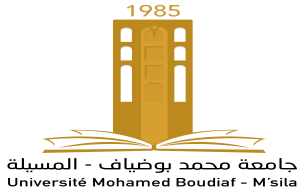 1985
جامعة محمد بوضياف - المسيلة
Université Mohamed Boudiaf - M'sila